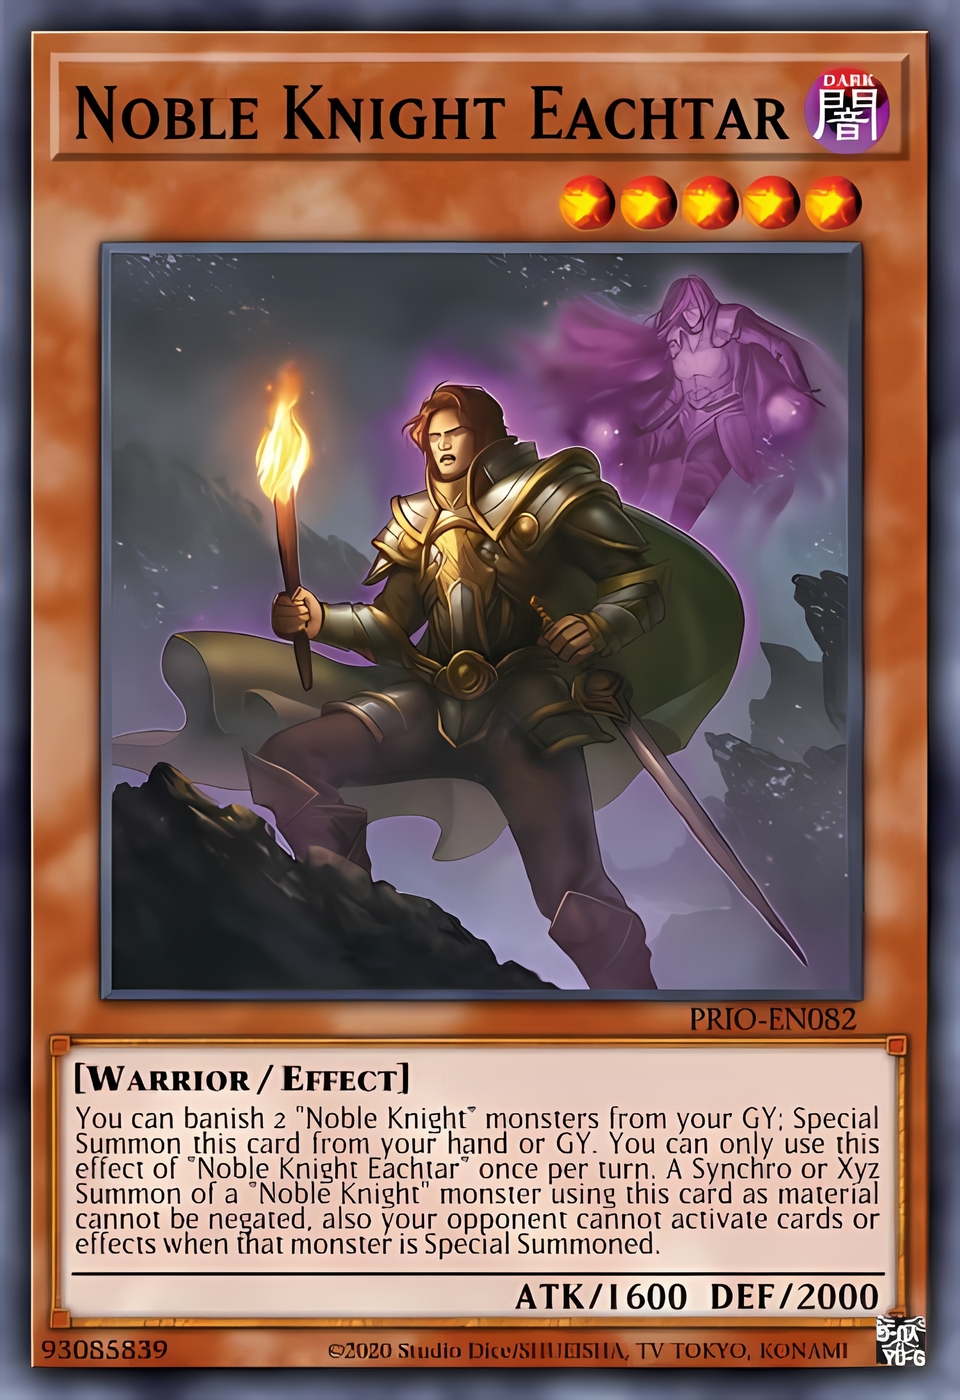 NOBLE KNIGHT EACHTAR
DARK
闇
PRIO-EN082
[WARRIOR / EFFECT]
You can banish 2 "Noble Knight" monsters from your GY; Special
Summon this card from your hand or GY. You can only use this
effect of "Noble Knight Eachtar" once per turn. A Synchro or Xyz
Summon of a "Noble Knight" monster using this card as material
cannot be negated, also your opponent cannot activate cards or
effects when that monster is Special Summoned.
ATK/1600 DEF/2000
93085839
©2020 Studio Dice/SHUEISHA, TV TOKYO, KONAMI